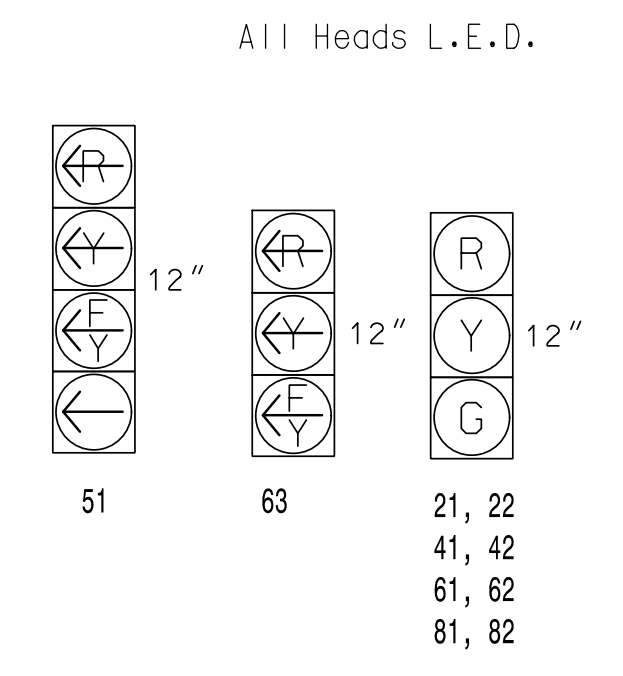 All Heads L.E.D.
R
Y
F
Y
12"
51
R
Y
F
Y
12"
63
R
Y
G
12"
21, 22
41, 42
61, 62
81, 82